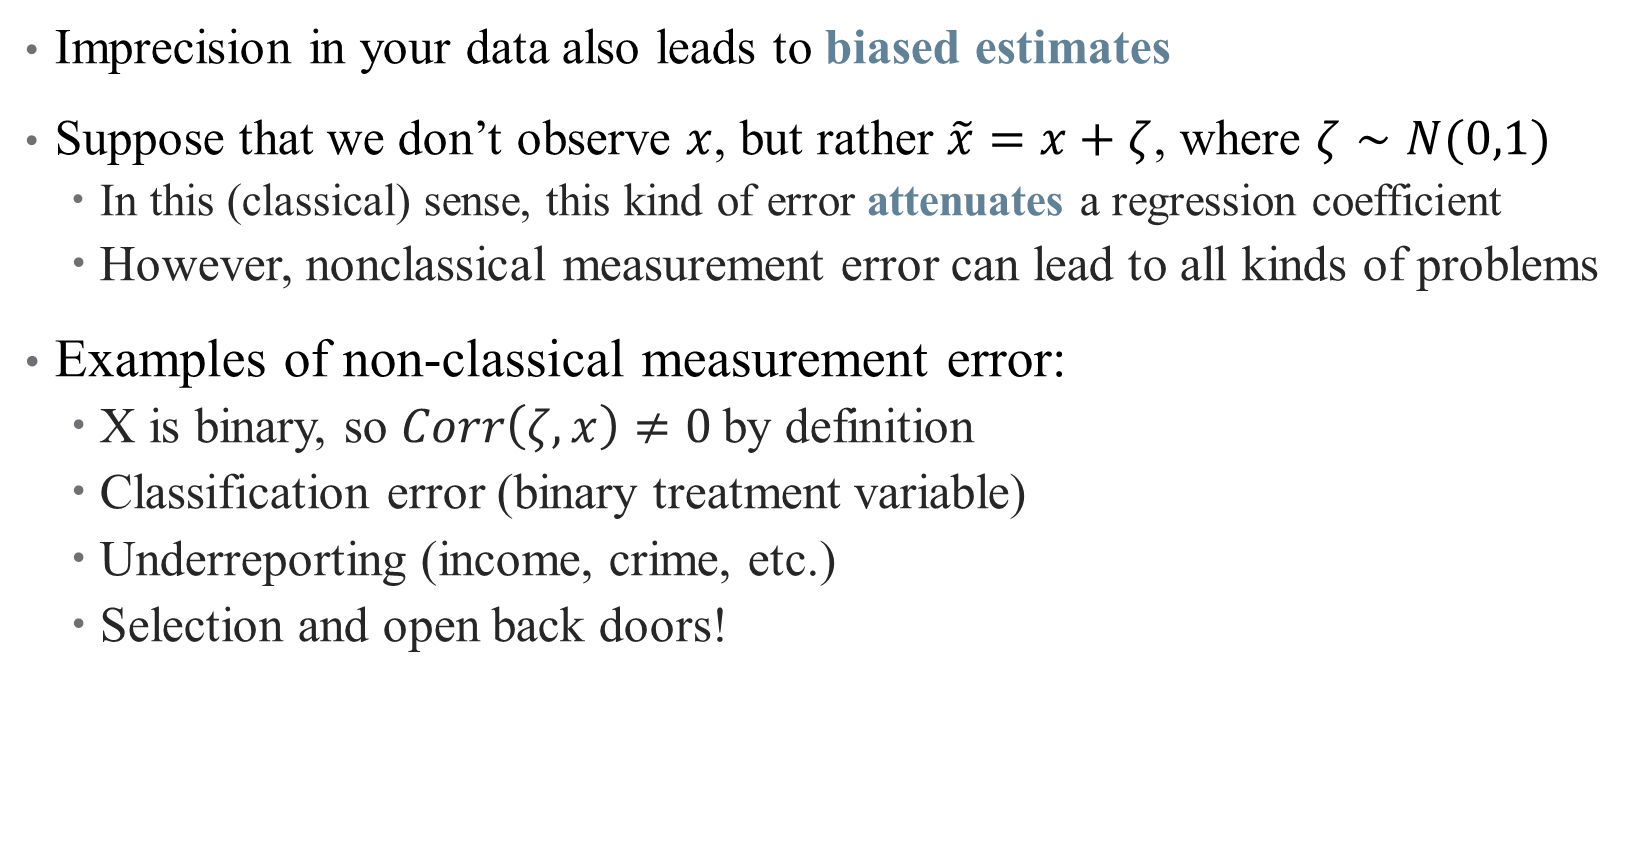 • Imprecision in your data also leads to biased estimates
• Suppose that we don’t observe 𝑥, but rather 𝑥̃ = 𝑥 + 𝜁, where 𝜁 ~ 𝑁(0,1)
• In this (classical) sense, this kind of error attenuates a regression coefficient
• However, nonclassical measurement error can lead to all kinds of problems
• Examples of non-classical measurement error:
• X is binary, so 𝐶𝑜𝑟𝑟(𝜁, 𝑥) ≠ 0 by definition
• Classification error (binary treatment variable)
• Underreporting (income, crime, etc.)
• Selection and open back doors!